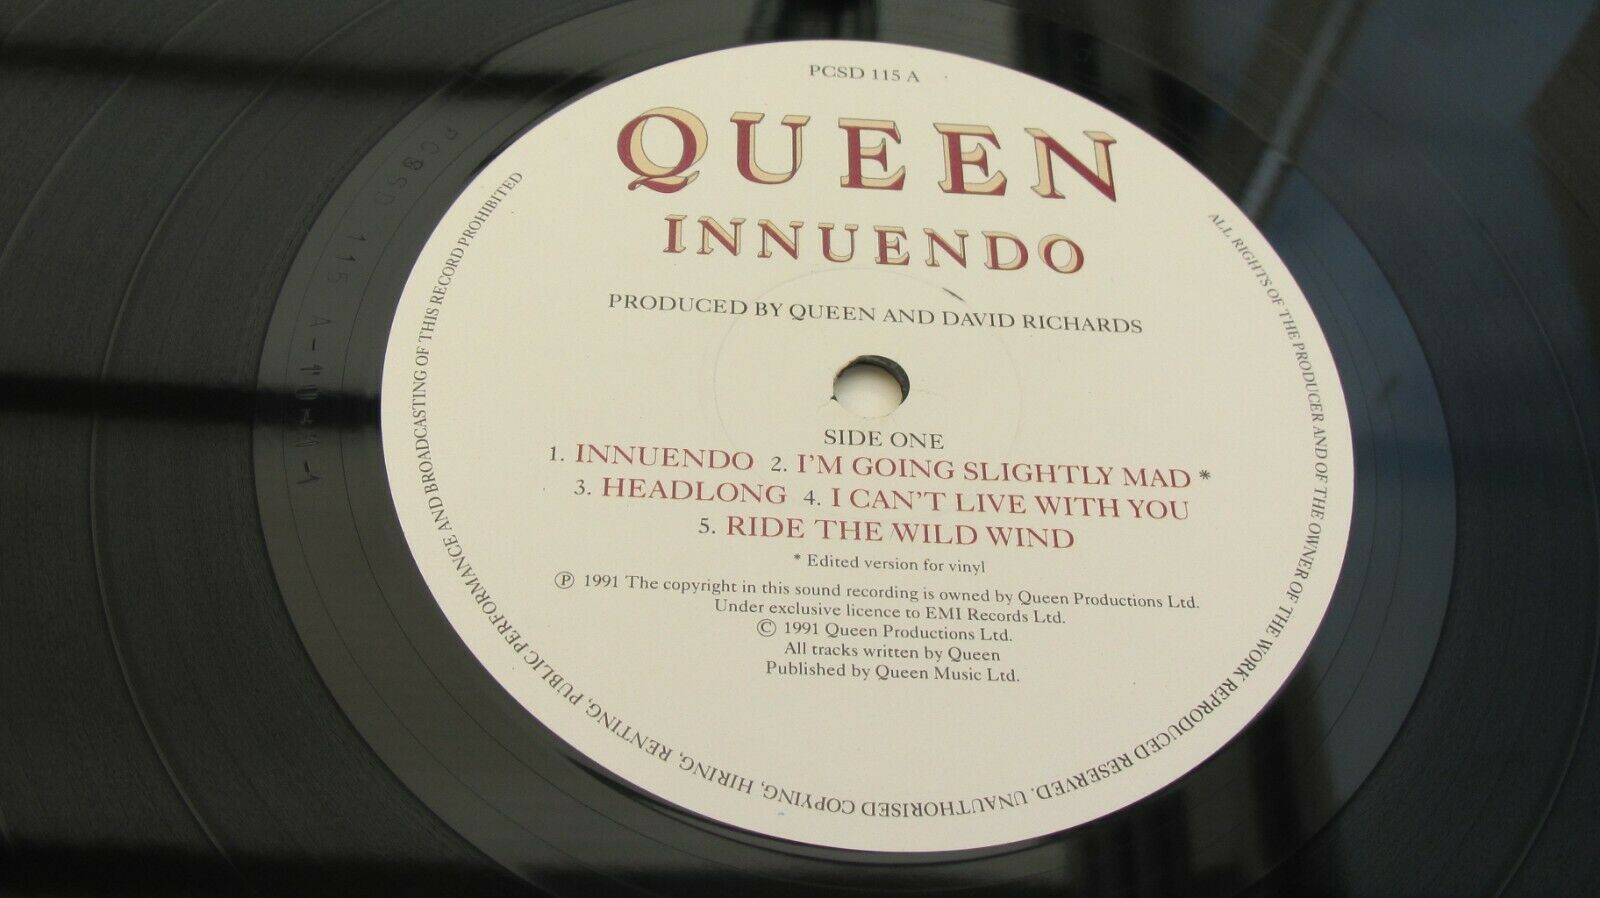 PCSD 115 A
QUEEN
INNUENDO
PRODUCED BY QUEEN AND DAVID RICHARDS
SIDE ONE
1. INNUENDO 2. I'M GOING SLIGHTLY MAD *
3. HEADLONG 4. I CAN'T LIVE WITH YOU
5. RIDE THE WILD WIND
* Edited version for vinyl
℗ 1991 The copyright in this sound recording is owned by Queen Productions Ltd.
Under exclusive licence to EMI Records Ltd.
© 1991 Queen Productions Ltd.
All tracks written by Queen
Published by Queen Music Ltd.
ALL RIGHTS OF THE PRODUCER AND OF THE OWNER OF THE WORK REPRODUCED RESERVED. UNAUTHORISED COPYING, HIRING, RENTING, PUBLIC PERFORMANCE AND BROADCASTING OF THIS RECORD PROHIBITED
115 A-1U-1-1